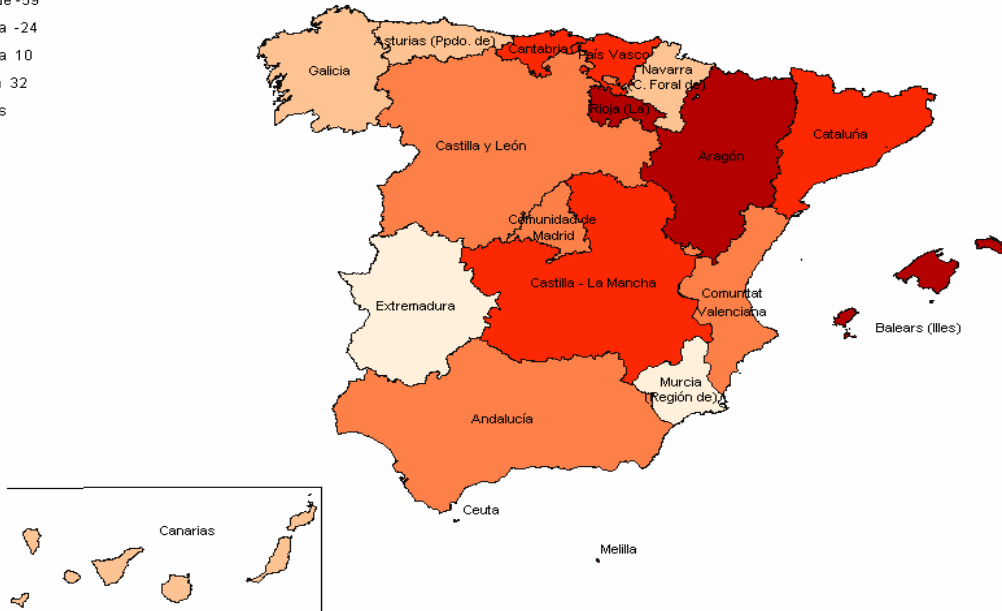 -59
a -24
a 10
32
s
Asturias (Ppdo. de)
Cantabria
País Vasco
Galicia
Navarra
(C. Foral de)
Rioja (La)
Castilla y León
Aragón
Cataluña
Comunidad de
Madrid
Castilla - La Mancha
Extremadura
Comunitat
Valenciana
Balears (Illes)
Murcia
(Región de)
Andalucía
Ceuta
Canarias
Melilla